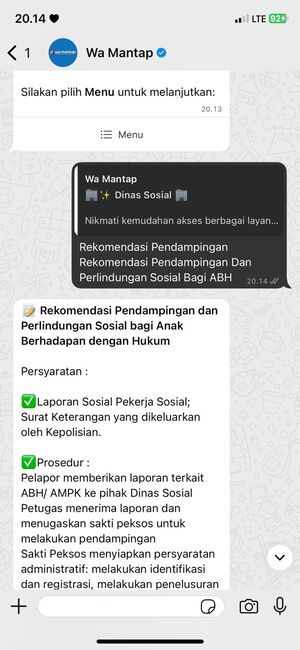 20.14
LTE 92
1
Wa Mantap
Silakan pilih Menu untuk melanjutkan:
20.13
Menu
Wa Mantap
🏢✨ Dinas Sosial 🏢
Nikmati kemudahan akses berbagai layan...
Rekomendasi Pendampingan
Rekomendasi Pendampingan Dan
Perlindungan Sosial Bagi ABH
20.14
📝 Rekomendasi Pendampingan dan
Perlindungan Sosial bagi Anak
Berhadapan dengan Hukum
Persyaratan :
✅Laporan Sosial Pekerja Sosial;
Surat Keterangan yang dikeluarkan
oleh Kepolisian.
✅Prosedur :
Pelapor memberikan laporan terkait
ABH/ AMPK ke pihak Dinas Sosial
Petugas menerima laporan dan
menugaskan sakti peksos untuk
melakukan pendampingan
Sakti Peksos menyiapkan persyaratan
administratif: melakukan identifikasi
dan registrasi, melakukan penelusuran